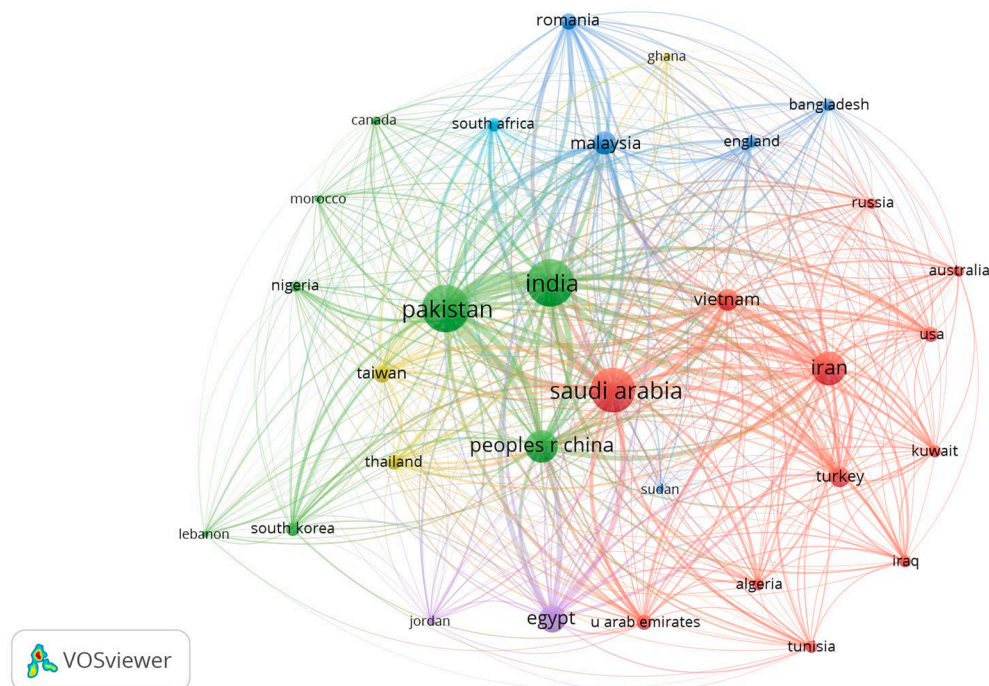 romania
ghana
bangladesh
canada
south africa
malaysia
england
morocco
russia
australia
india
nigeria
vietnam
pakistan
usa
taiwan
iran
saudi arabia
peoples r china
kuwait
thailand
turkey
sudan
south korea
lebanon
iraq
algeria
jordan
egypt
u arab emirates
tunisia
VOSviewer